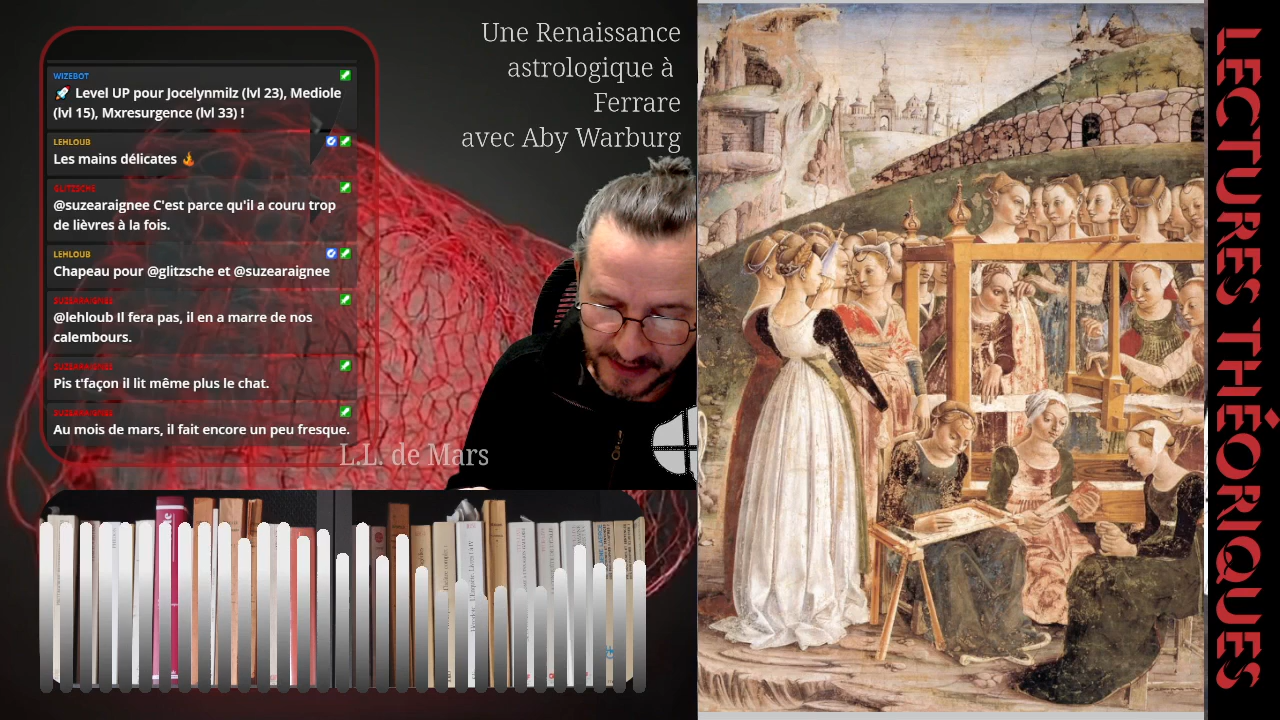 Une Renaissance
astrologique à
Ferrare
avec Aby Warburg
WIZEBOT
🚀 Level UP pour Jocelynmilz (lvl 23), Mediole
(lvl 15), Mxresurgence (lvl 33) !
LEHLOUB
Les mains délicates 🔥
GLITZSCHE
@suzearaignee C'est parce qu'il a couru trop
de lièvres à la fois.
LEHLOUB
Chapeau pour @glitzsche et @suzearaignee
SUZEARAIGNEE
@lehloub Il fera pas, il en a marre de nos
calembours.
SUZEARAIGNEE
Pis t'façon il lit même plus le chat.
SUZEARAIGNEE
Au mois de mars, il fait encore un peu fresque.
L.L. de Mars
LECTURES THÉORIQUES